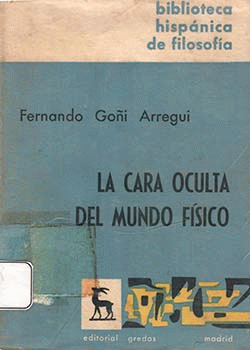 biblioteca
hispánica
de filosofía
Fernando Goñi Arregui
LA CARA OCULTA
DEL MUNDO FÍSICO
editorial gredos madrid